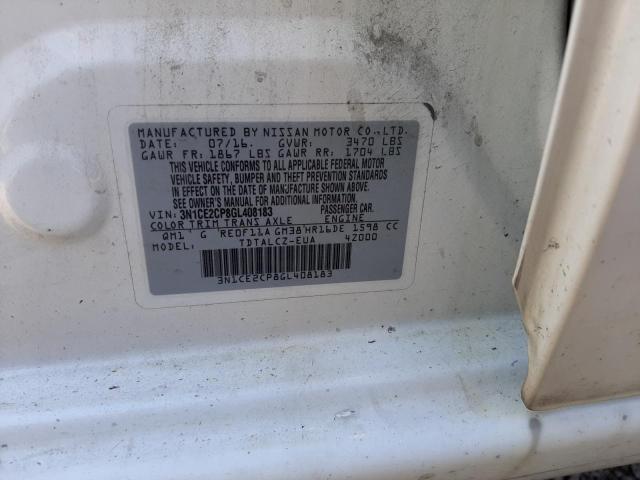 MANUFACTURED BY NISSAN MOTOR CO.,LTD.
DATE: 07/16. GVWR: 3470 LBS
GAWR FR: 1867 LBS GAWR RR: 1704 LBS
THIS VEHICLE CONFORMS TO ALL APPLICABLE FEDERAL MOTOR
VEHICLE SAFETY, BUMPER AND THEFT PREVENTION STANDARDS
IN EFFECT ON THE DATE OF MANUFACTURE SHOWN ABOVE.
SEE OWNER'S MANUAL FOR ADDITIONAL INFORMATION.
VIN: 3N1CE2CP8GL408183 PASSENGER CAR.
COLOR TRIM TRANS AXLE ENGINE
QM1 G RE0F11A GM38 HR16DE 1598 CC
MODEL: TDTALCZ-EUA 42000
3N1CE2CP8GL408183